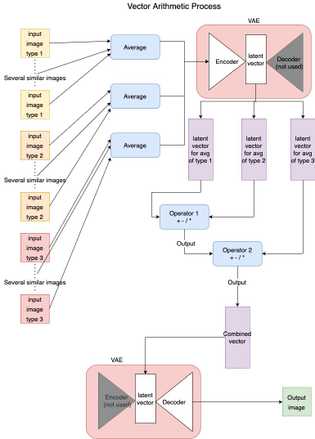 Vector Arithmetic Process
VAE
input
image
type 1
Several similar images
input
image
type 1
Average
Encoder
latent
vector
Decoder
(not used)
input
image
type 2
Several similar images
input
image
type 2
Average
input
image
type 3
Several similar images
input
image
type 3
Average
latent
vector
for avg
of type 1
latent
vector
for avg
of type 2
latent
vector
for avg
of type 3
Operator 1
+ - / *
Output
Operator 2
+ - / *
Output
Combined
vector
VAE
Encoder
(not used)
latent
vector
Decoder
Output
image